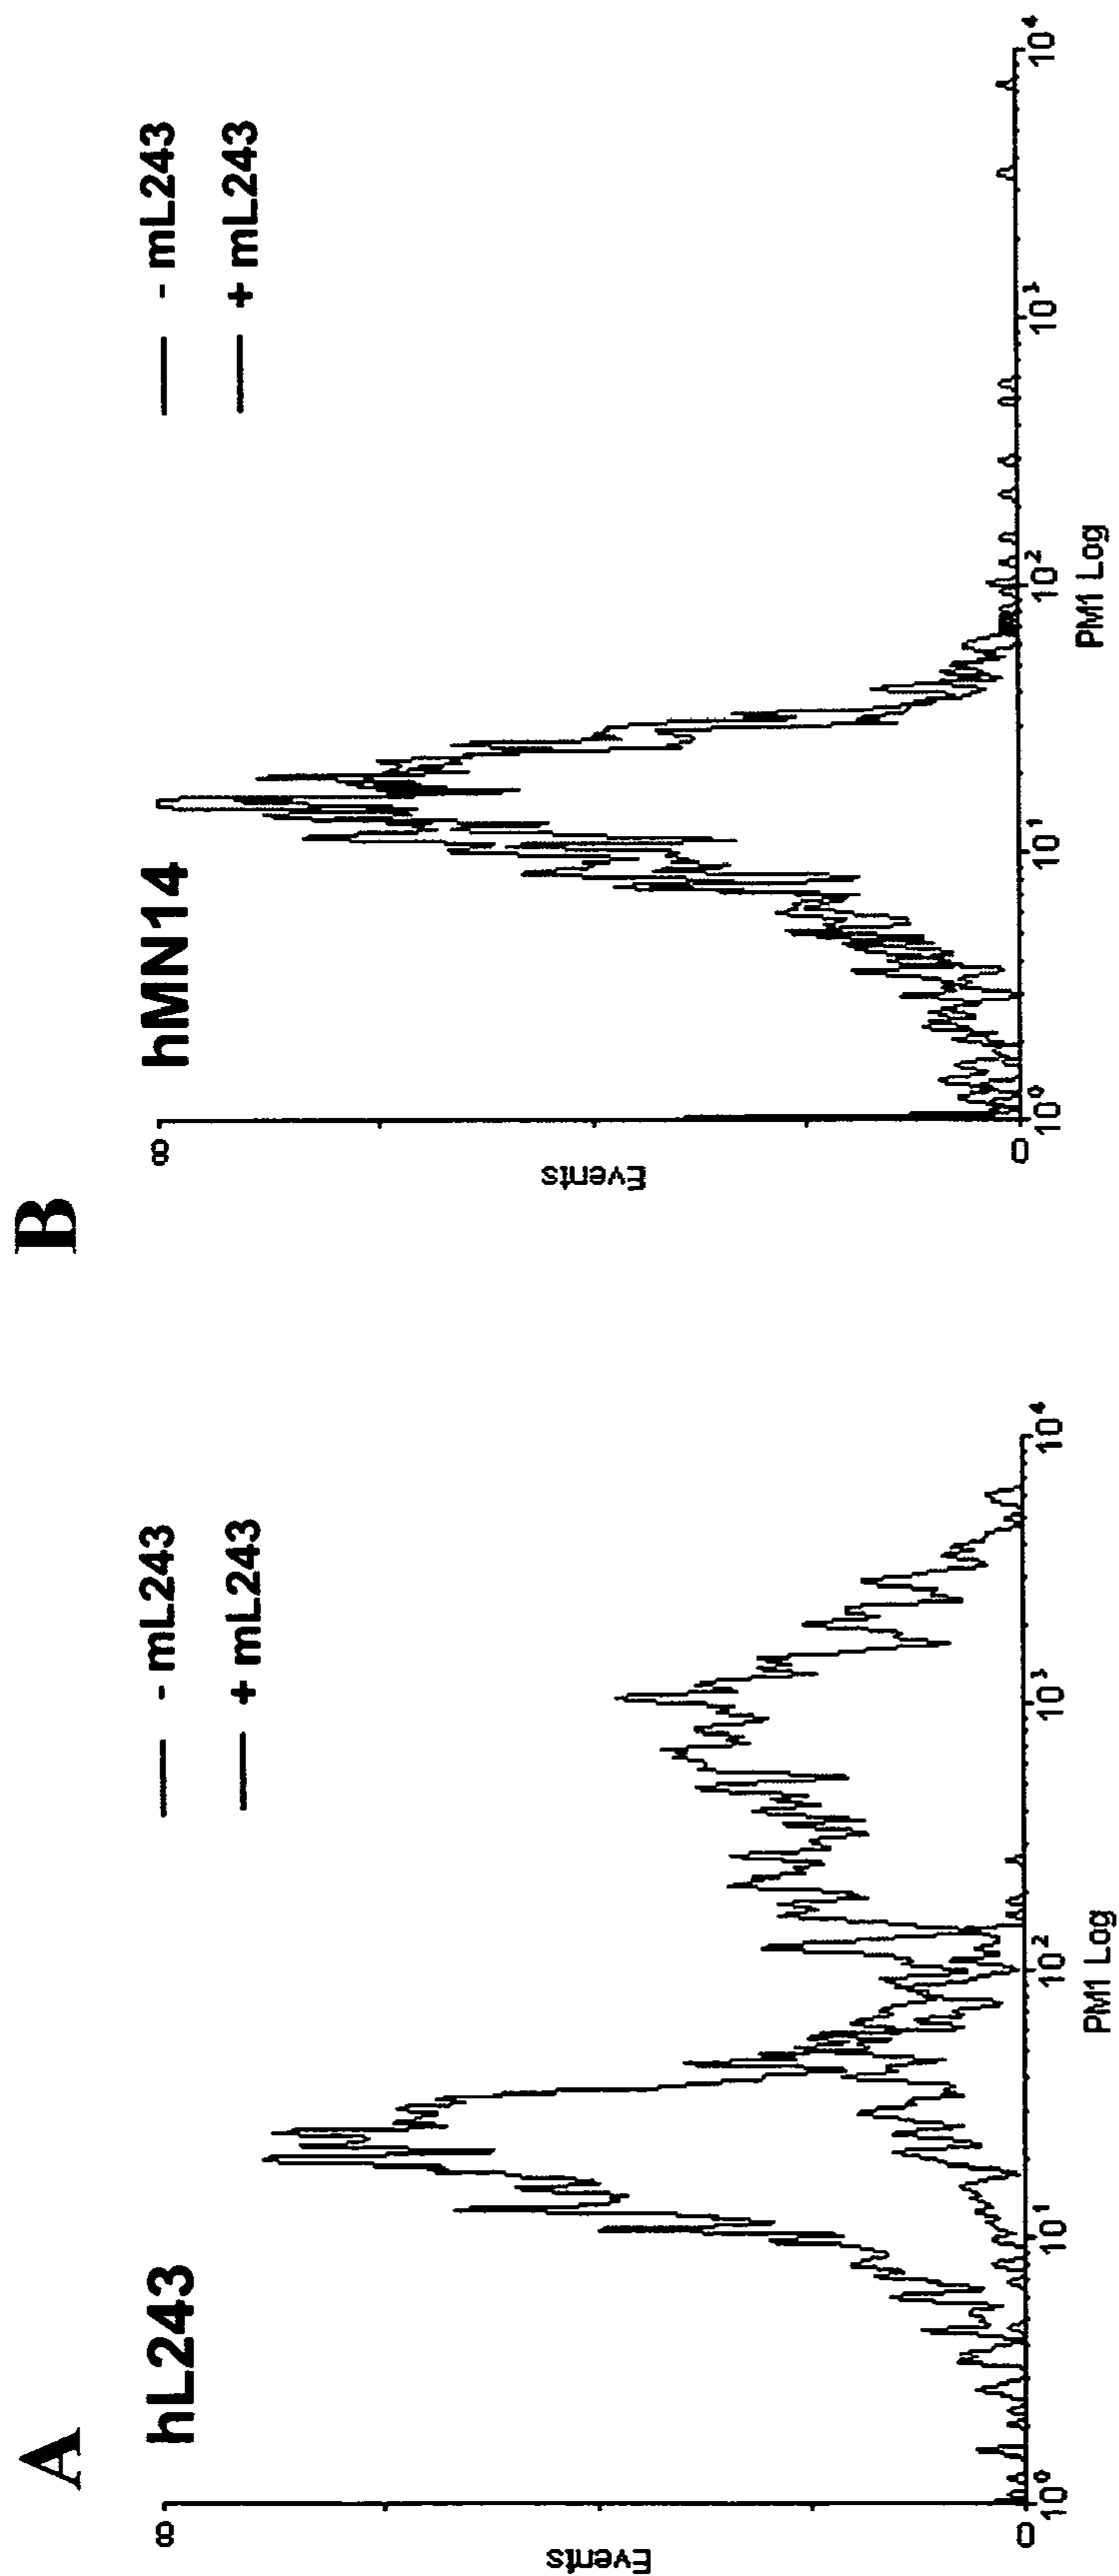 A
hL243
- mL243
+ mL243
8
Events
0
10⁰ 10¹ 10² 10³ 10⁴
PM1 Log
B
hMN14
- mL243
+ mL243
8
Events
0
10⁰ 10¹ 10² 10³ 10⁴
PM1 Log